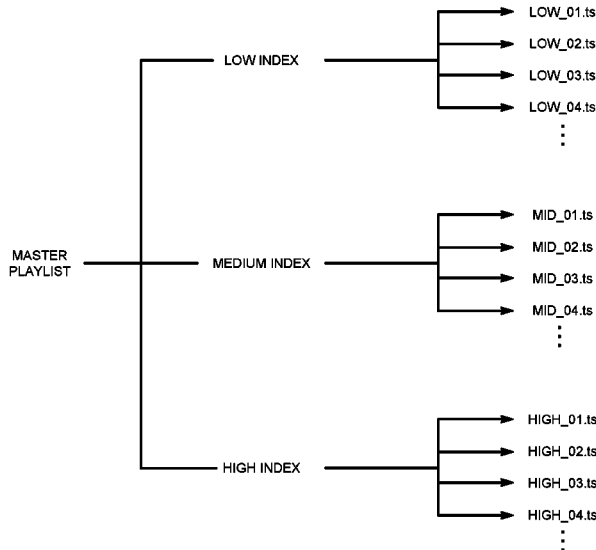 MASTER
PLAYLIST
LOW INDEX
LOW_01.ts
LOW_02.ts
LOW_03.ts
LOW_04.ts
MEDIUM INDEX
MID_01.ts
MID_02.ts
MID_03.ts
MID_04.ts
HIGH INDEX
HIGH_01.ts
HIGH_02.ts
HIGH_03.ts
HIGH_04.ts